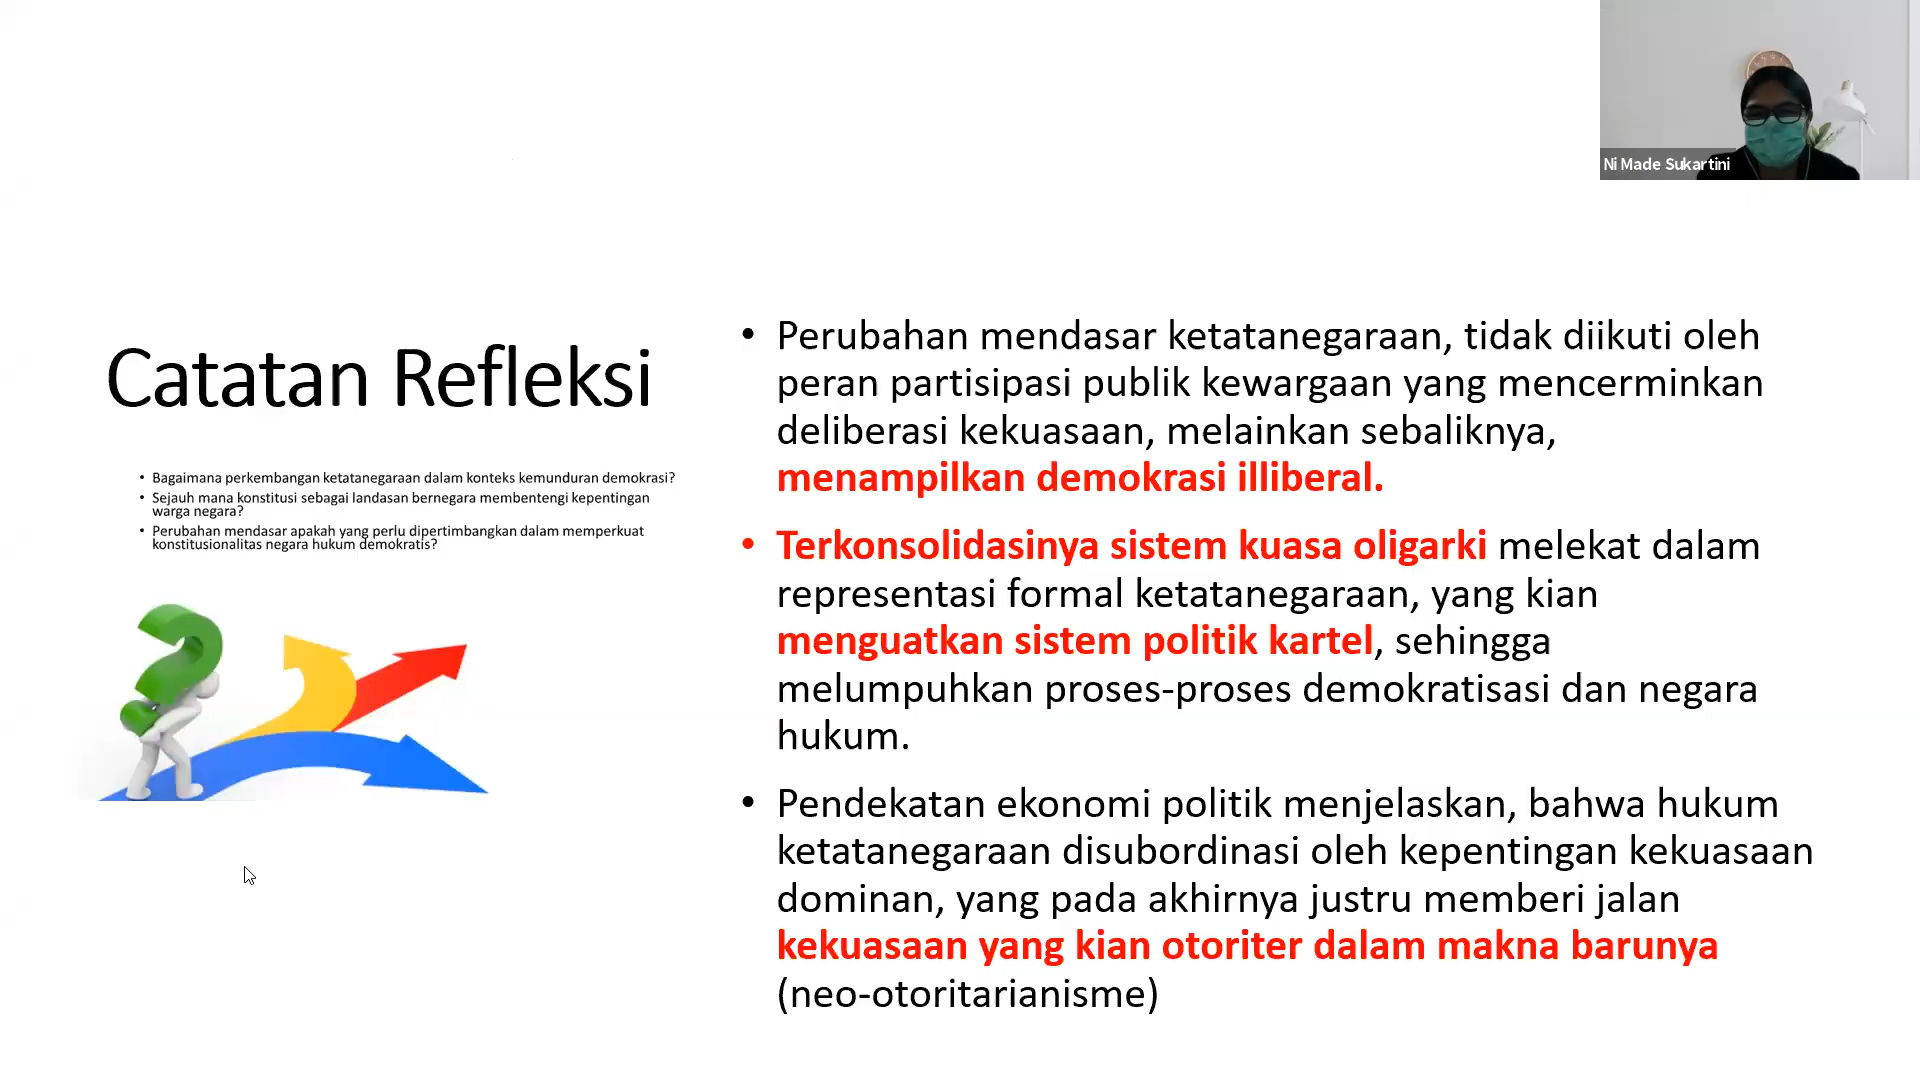 Ni Made Sukartini
Catatan Refleksi
• Bagaimana perkembangan ketatanegaraan dalam konteks kemunduran demokrasi?
• Sejauh mana konstitusi sebagai landasan bernegara membentengi kepentingan
warga negara?
• Perubahan mendasar apakah yang perlu dipertimbangkan dalam memperkuat
konstitusionalitas negara hukum demokratis?
• Perubahan mendasar ketatanegaraan, tidak diikuti oleh
peran partisipasi publik kewargaan yang mencerminkan
deliberasi kekuasaan, melainkan sebaliknya,
menampilkan demokrasi illiberal.
• Terkonsolidasinya sistem kuasa oligarki melekat dalam
representasi formal ketatanegaraan, yang kian
menguatkan sistem politik kartel, sehingga
melumpuhkan proses-proses demokratisasi dan negara
hukum.
• Pendekatan ekonomi politik menjelaskan, bahwa hukum
ketatanegaraan disubordinasi oleh kepentingan kekuasaan
dominan, yang pada akhirnya justru memberi jalan
kekuasaan yang kian otoriter dalam makna barunya
(neo-otoritarianisme)